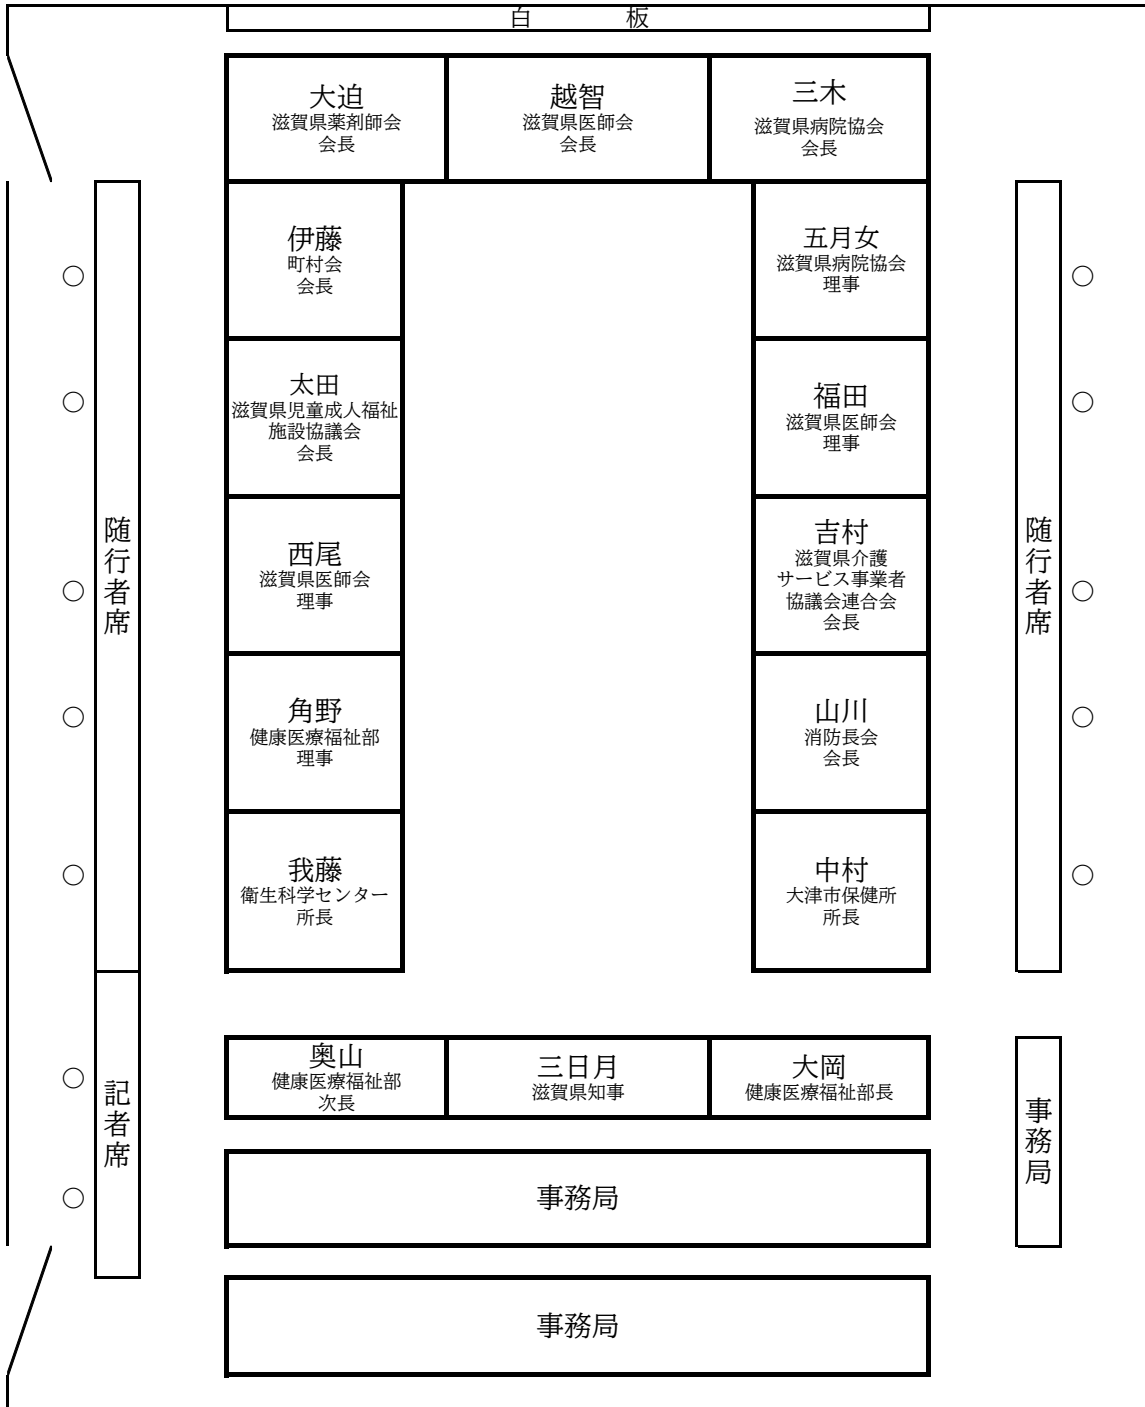 白　　板
大迫
滋賀県薬剤師会
会長
越智
滋賀県医師会
会長
三木
滋賀県病院協会
会長
伊藤
町村会
会長
五月女
滋賀県病院協会
理事
太田
滋賀県児童成人福祉
施設協議会
会長
福田
滋賀県医師会
理事
西尾
滋賀県医師会
理事
吉村
滋賀県介護
サービス事業者
協議会連合会
会長
角野
健康医療福祉部
理事
山川
消防長会
会長
我藤
衛生科学センター
所長
中村
大津市保健所
所長
随行者席
随行者席
奥山
健康医療福祉部
次長
三日月
滋賀県知事
大岡
健康医療福祉部長
記者席
事務局
事務局
事務局